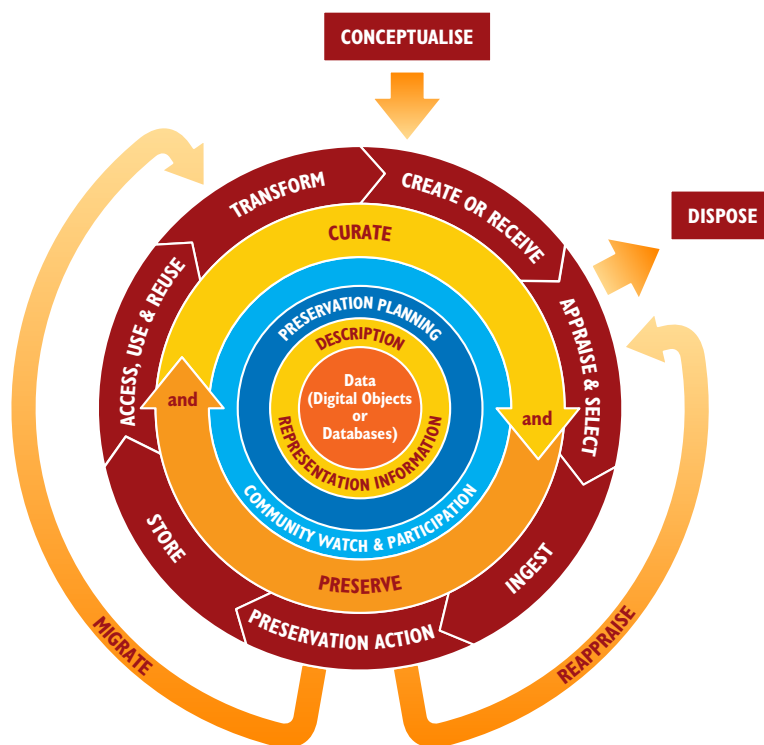 CONCEPTUALISE
TRANSFORM
CREATE OR RECEIVE
DISPOSE
CURATE
ACCESS, USE & REUSE
APPRAISE & SELECT
PRESERVATION PLANNING
DESCRIPTION
Data
(Digital Objects
or
Databases)
and
and
REPRESENTATION INFORMATION
COMMUNITY WATCH & PARTICIPATION
STORE
INGEST
PRESERVE
PRESERVATION ACTION
MIGRATE
REAPPRAISE